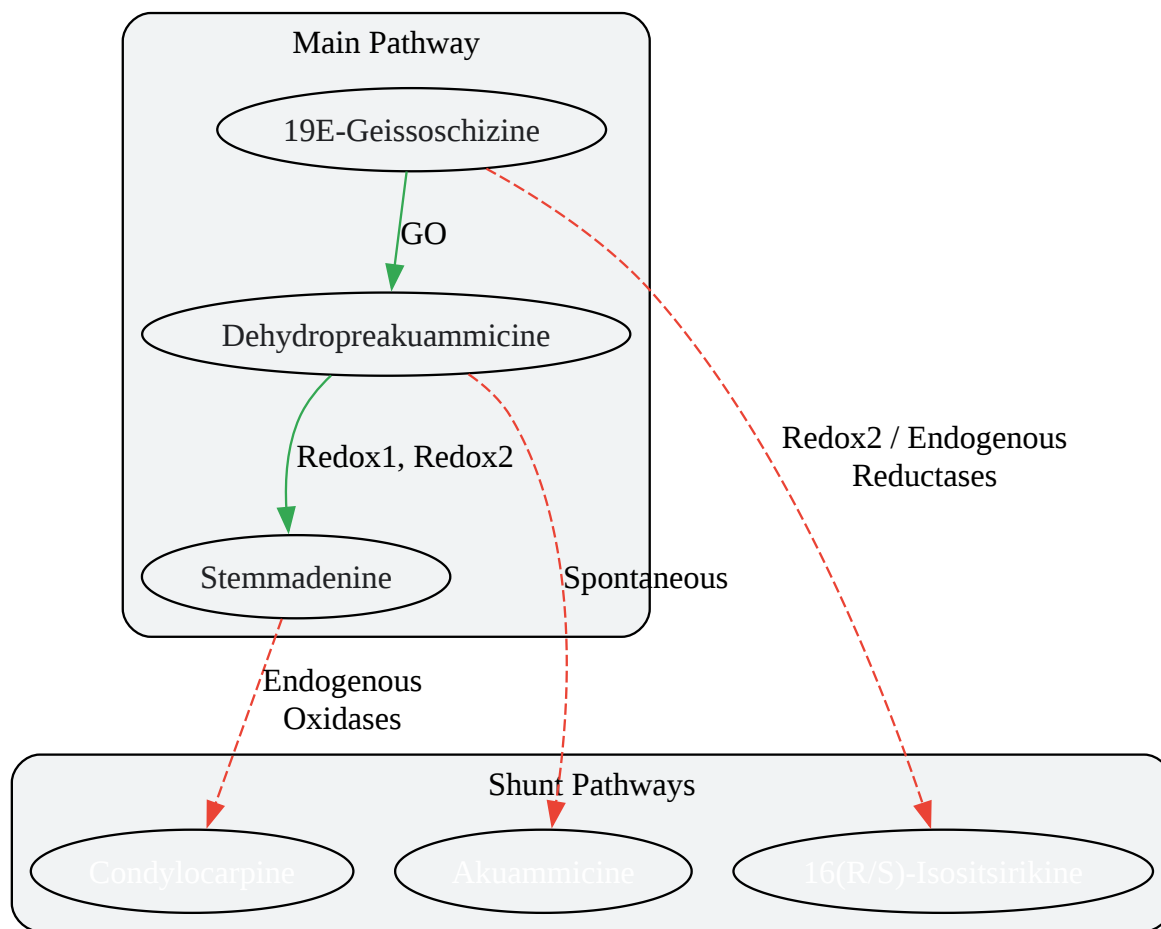 Main Pathway
19E-Geissoschizine
GO
Dehydropreakuammicine
Redox2 / Endogenous
Reductases
Redox1, Redox2
Stemmadenine
Spontaneous
Endogenous
Oxidases
Shunt Pathways
Condylocarpine
Akuammicine
16(R/S)-Isositsirikine